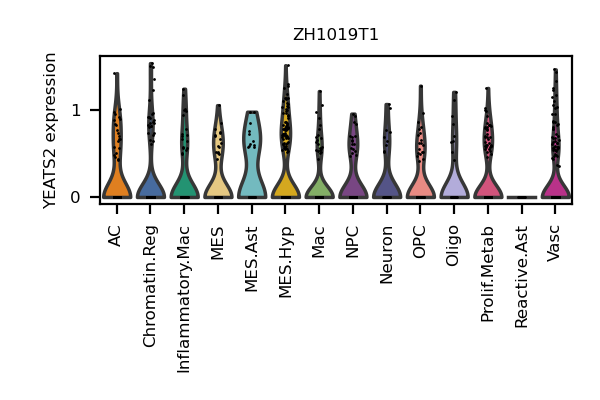 ZH1019T1
YEATS2 expression
1
0
AC
Chromatin.Reg
Inflammatory.Mac
MES
MES.Ast
MES.Hyp
Mac
NPC
Neuron
OPC
Oligo
Prolif.Metab
Reactive.Ast
Vasc